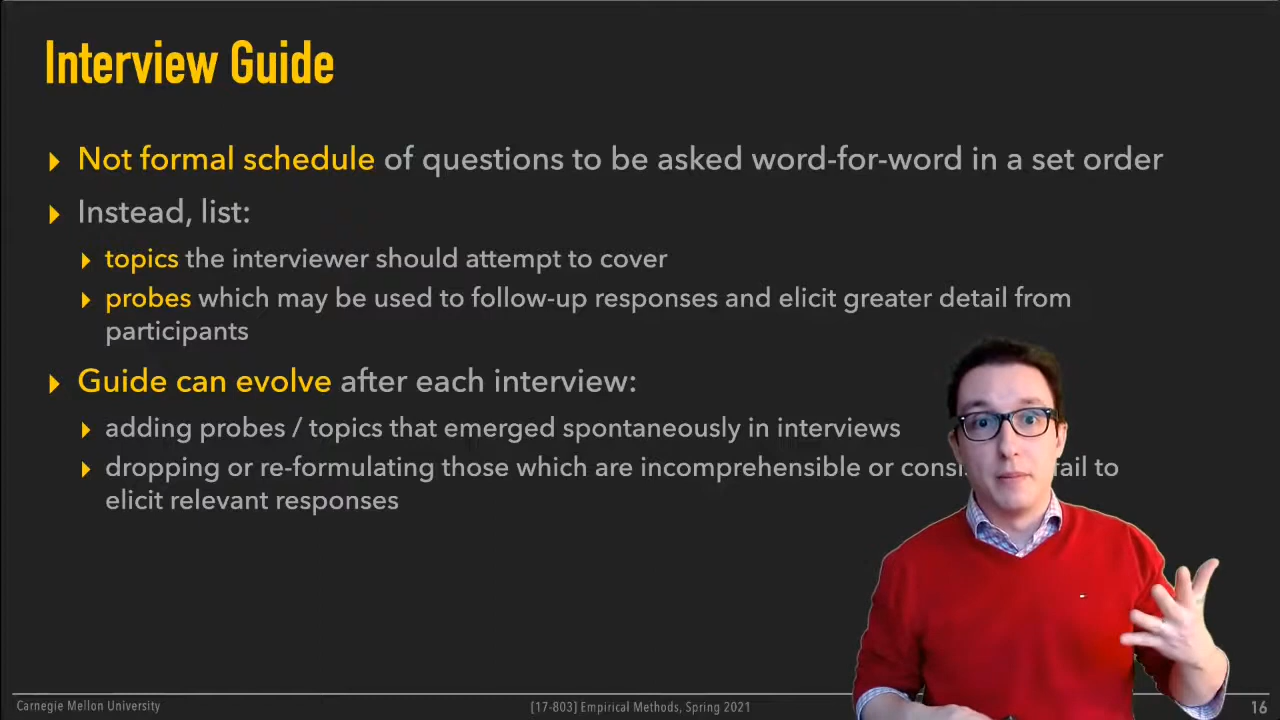 Interview Guide
Not formal schedule of questions to be asked word-for-word in a set order
Instead, list:
topics the interviewer should attempt to cover
probes which may be used to follow-up responses and elicit greater detail from
participants
Guide can evolve after each interview:
adding probes / topics that emerged spontaneously in interviews
dropping or re-formulating those which are incomprehensible or fail to
elicit relevant responses
Carnegie Mellon University
[17-803] Empirical Methods, Spring 2021
16